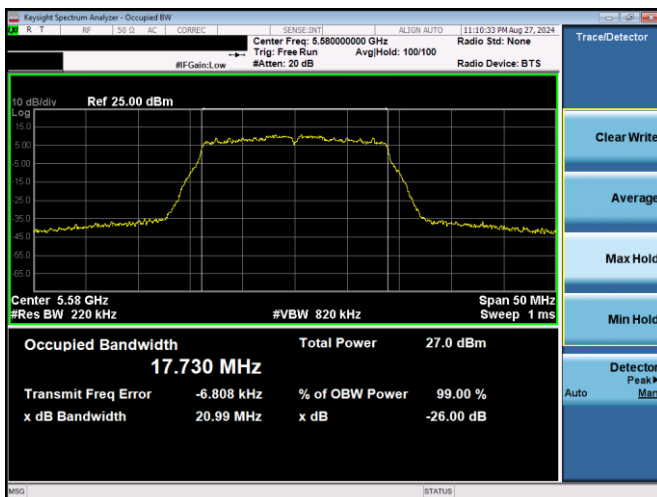 Keysight Spectrum Analyzer - Occupied BW
R T RF 50 Ω AC CORREC SENSE:INT ALIGN AUTO 11:10:33 PM Aug 27, 2024
Center Freq: 5.580000000 GHz Radio Std: None
Trig: Free Run Avg|Hold: 100/100
#IFGain:Low #Atten: 20 dB Radio Device: BTS
Trace/Detector
10 dB/div Ref 25.00 dBm
Log
15.0
5.00
-5.00
-15.0
-25.0
-35.0
-45.0
-55.0
-65.0
Center 5.58 GHz Span 50 MHz
#Res BW 220 kHz #VBW 820 kHz Sweep 1 ms
Occupied Bandwidth Total Power 27.0 dBm
17.730 MHz
Transmit Freq Error -6.808 kHz % of OBW Power 99.00 %
x dB Bandwidth 20.99 MHz x dB -26.00 dB
Clear Write
Average
Max Hold
Min Hold
Detector
Peak
Auto Man
MSG STATUS